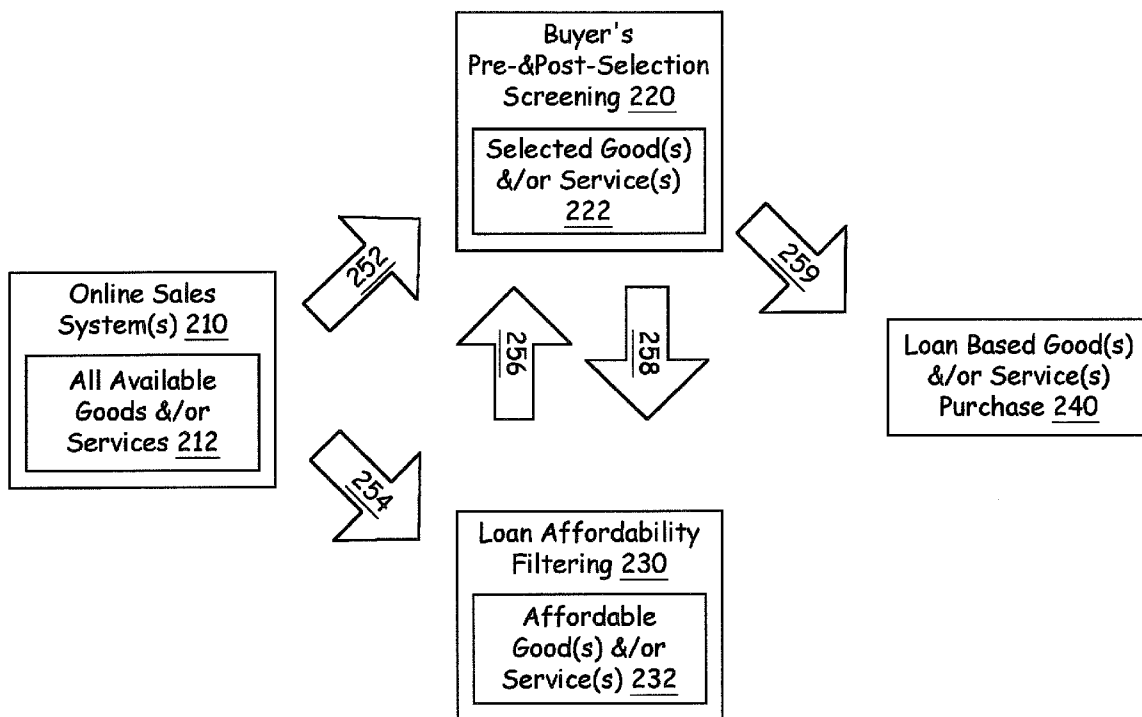 Buyer's
Pre-&Post-Selection
Screening 220
Selected Good(s)
&/or Service(s)
222
252
259
Online Sales
System(s) 210
All Available
Goods &/or
Services 212
256
258
Loan Based Good(s)
&/or Service(s)
Purchase 240
254
Loan Affordability
Filtering 230
Affordable
Good(s) &/or
Service(s) 232